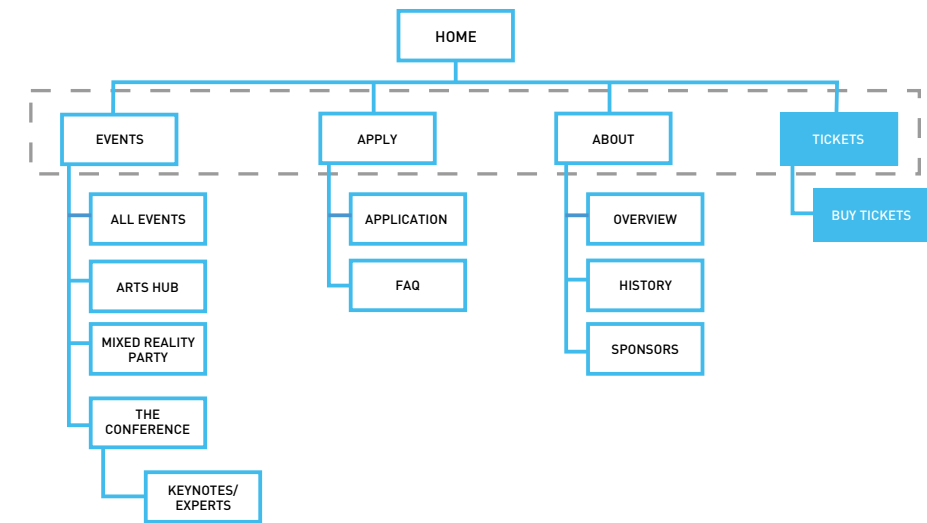 HOME
EVENTS
APPLY
ABOUT
TICKETS
ALL EVENTS
ARTS HUB
MIXED REALITY
PARTY
THE
CONFERENCE
KEYNOTES/
EXPERTS
APPLICATION
FAQ
OVERVIEW
HISTORY
SPONSORS
BUY TICKETS